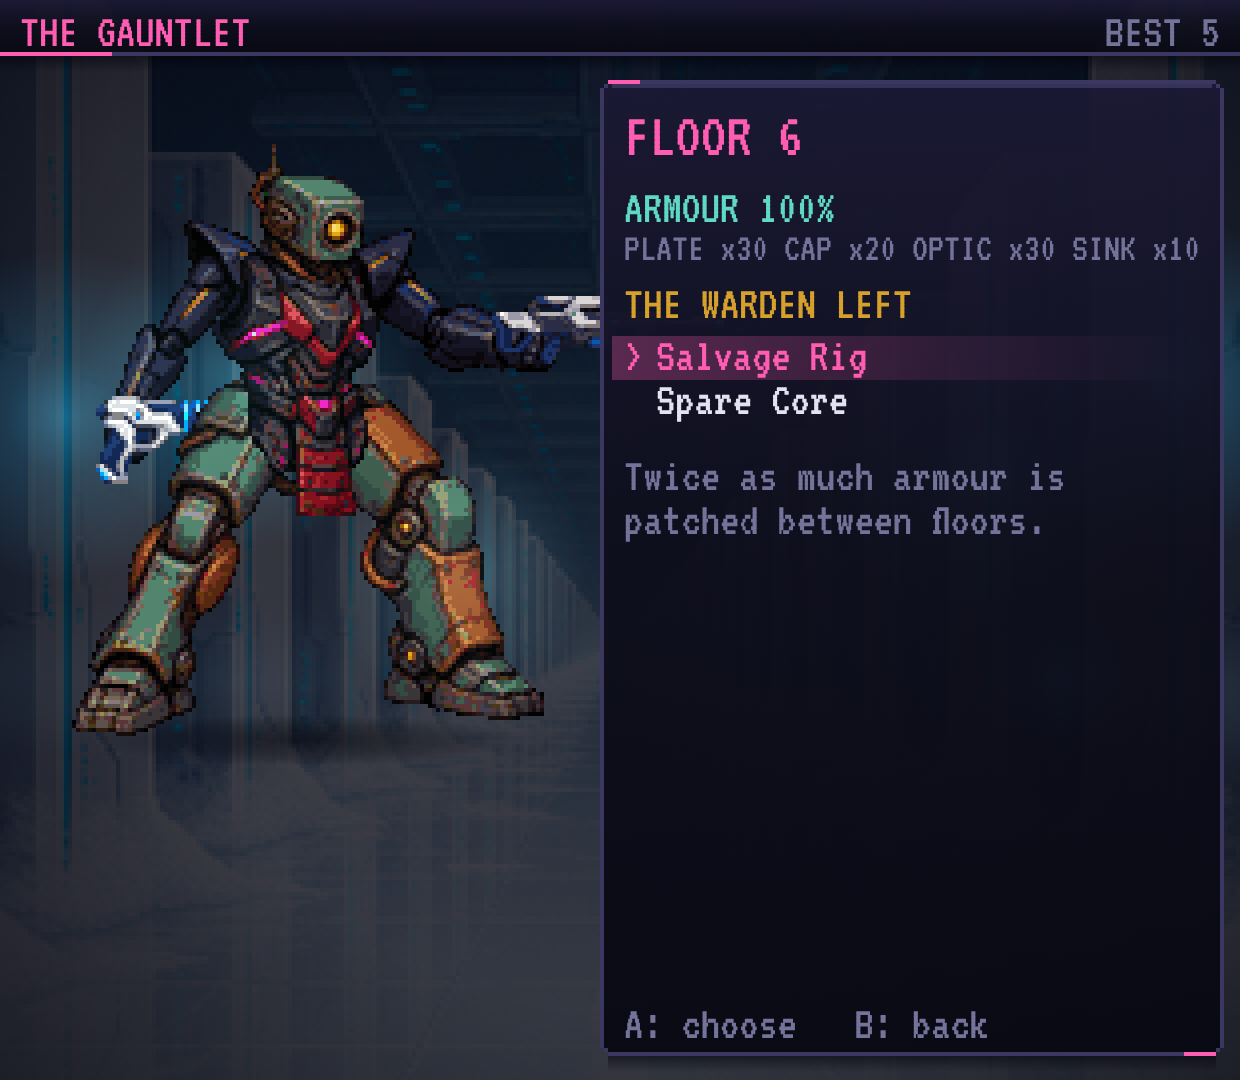 THE GAUNTLET
BEST 5
FLOOR 6
ARMOUR 100%
PLATE x30 CAP x20 OPTIC x30 SINK x10
THE WARDEN LEFT
> Salvage Rig
Spare Core
Twice as much armour is
patched between floors.
A: choose B: back